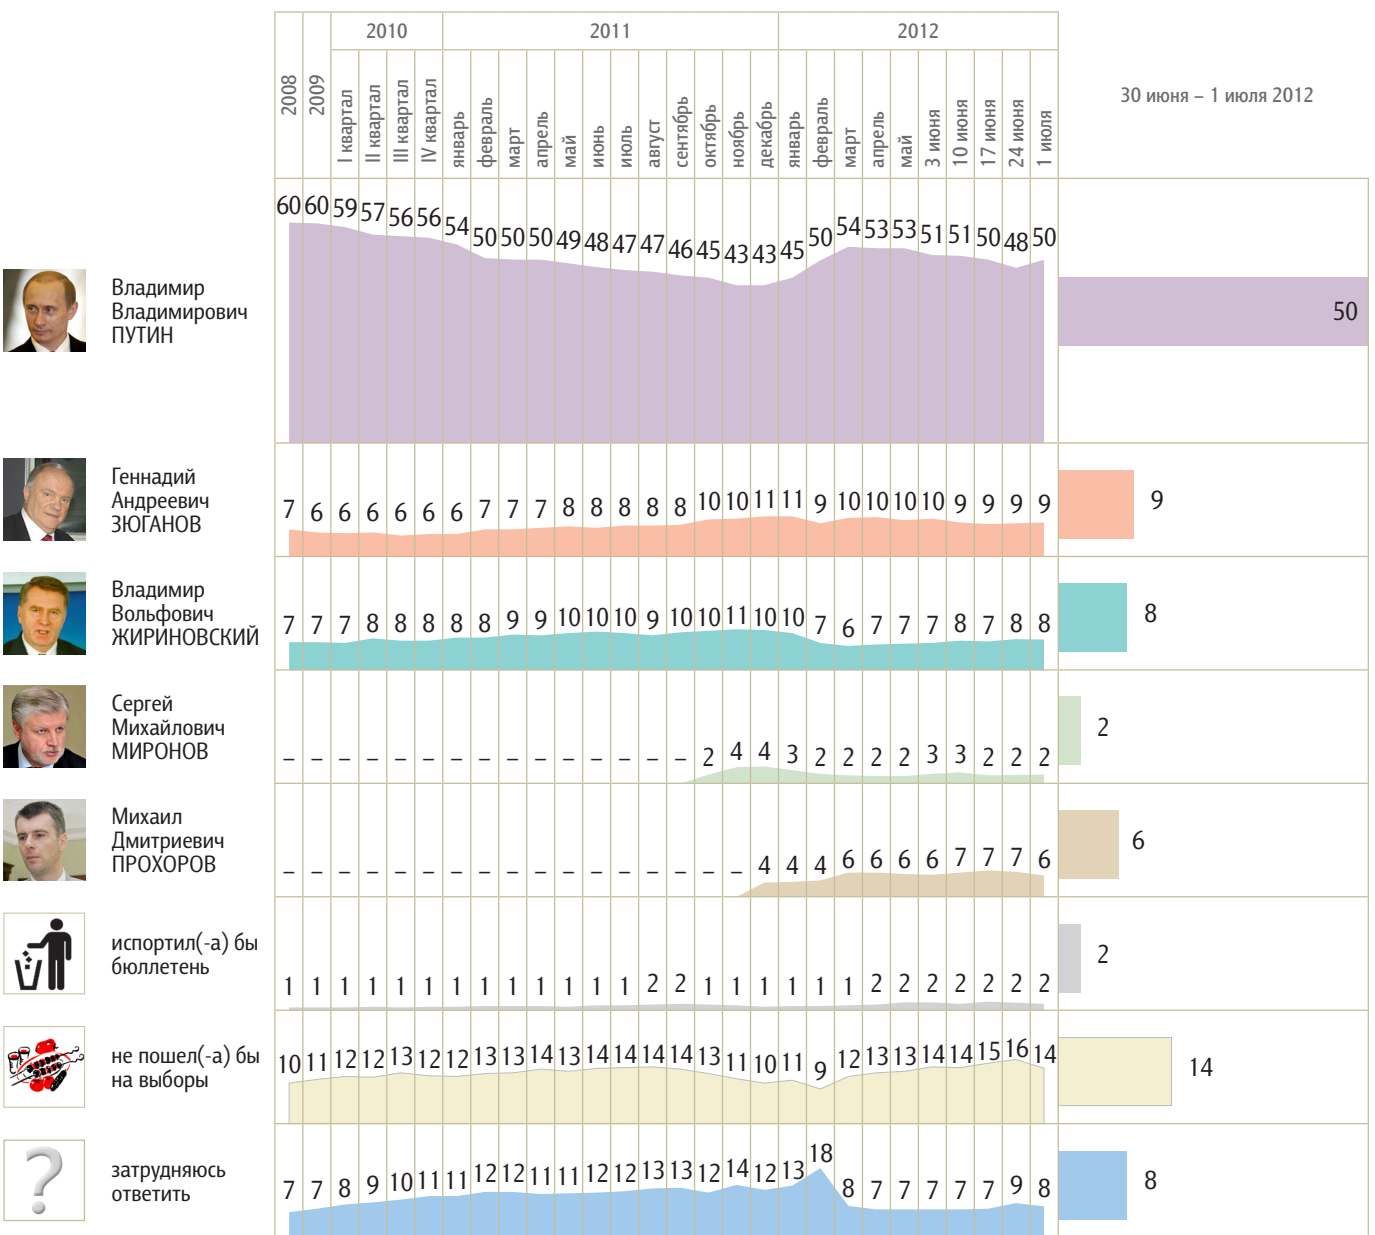 2010 2011 2012
2008 2009 I квартал II квартал III квартал IV квартал январь февраль март апрель май июнь июль август сентябрь октябрь ноябрь декабрь январь февраль март апрель май 3 июня 10 июня 17 июня 24 июня 1 июля
30 июня – 1 июля 2012
60 60 59 57 56 56 54 50 50 50 49 48 47 47 46 45 43 43 45 50 54 53 53 51 51 50 48 50
Владимир
Владимирович
ПУТИН
50
Геннадий
Андреевич
ЗЮГАНОВ
7 6 6 6 6 6 6 7 7 7 8 8 8 8 8 10 10 11 11 9 10 10 10 10 9 9 9 9
9
Владимир
Вольфович
ЖИРИНОВСКИЙ
7 7 7 8 8 8 8 8 9 9 10 10 10 9 10 10 11 10 10 7 6 7 7 7 8 7 8 8
8
Сергей
Михайлович
МИРОНОВ
– – – – – – – – – – – – – – – 2 4 4 3 2 2 2 2 3 3 2 2 2
2
Михаил
Дмитриевич
ПРОХОРОВ
– – – – – – – – – – – – – – – – – 4 4 4 6 6 6 6 7 7 7 6
6
испортил(-а) бы
бюллетень
1 1 1 1 1 1 1 1 1 1 1 1 1 2 2 1 1 1 1 1 1 2 2 2 2 2 2 2
2
не пошел(-а) бы
на выборы
10 11 12 12 13 12 12 13 13 14 13 14 14 14 14 13 11 10 11 9 12 13 13 14 14 15 16 14
14
затрудняюсь
ответить
7 7 8 9 10 11 11 12 12 11 11 12 12 13 13 12 14 12 13 18 8 7 7 7 7 7 9 8
8